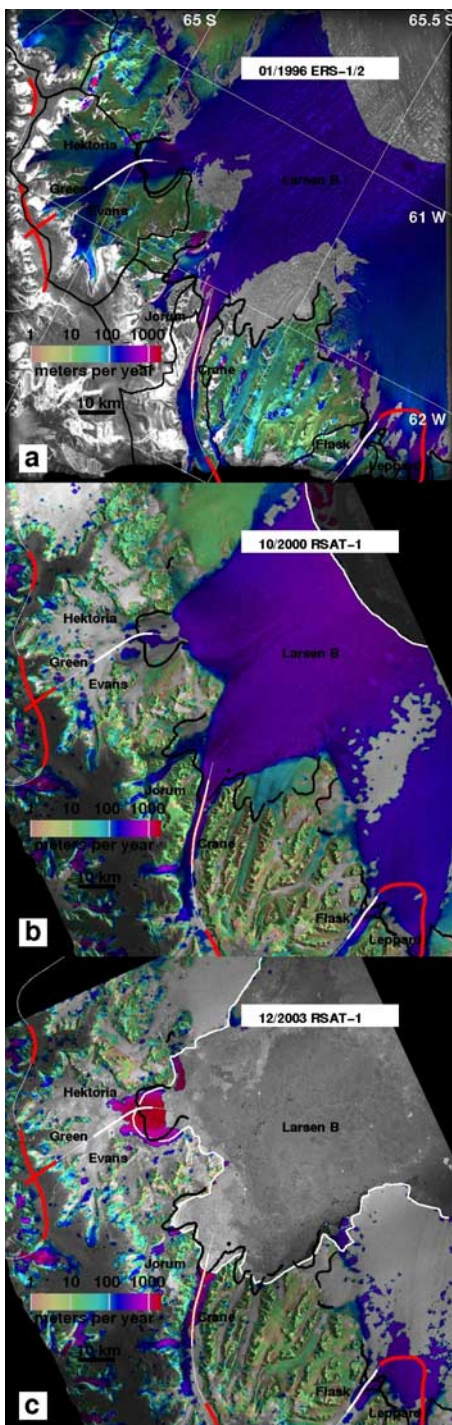 65 S
65.5 S
01/1996 ERS-1/2
Hektoria
Larsen B
Green
Evans
61 W
Jorum
1 10 100 1000
meters per year
Crane
10 km
62 W
Flask
Leppard
a
10/2000 RSAT-1
Hektoria
Green
Larsen B
Evans
Jorum
1 10 100 1000
meters per year
Crane
10 km
Flask
Leppard
b
12/2003 RSAT-1
Hektoria
Larsen B
Green
Evans
Jorum
1 10 100 1000
meters per year
Crane
10 km
Flask
Leppard
c